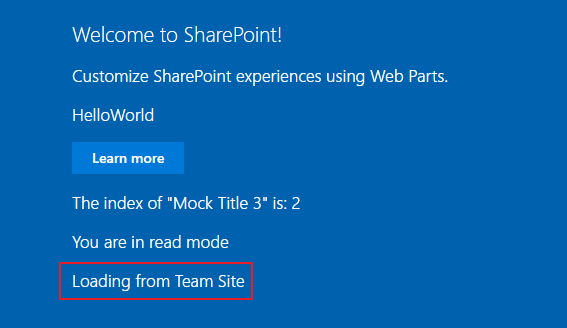 Welcome to SharePoint!
Customize SharePoint experiences using Web Parts.
HelloWorld
Learn more
The index of "Mock Title 3" is: 2
You are in read mode
Loading from Team Site